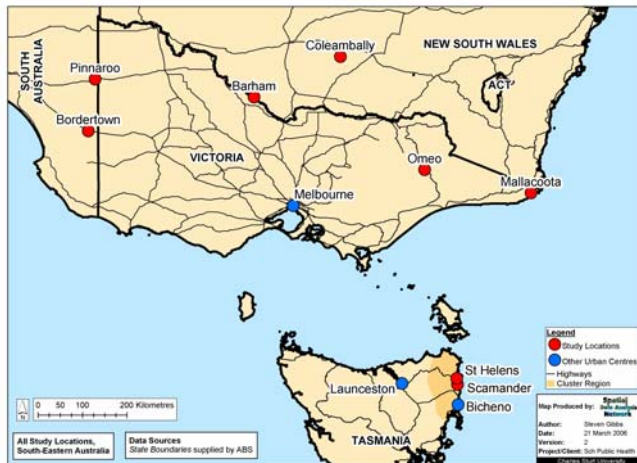 Coleambally
NEW SOUTH WALES
SOUTH
AUSTRALIA
Pinnaroo
ACT
Barham
Bordertown
VICTORIA
Omeo
Mallacoota
Melbourne
Legend
Study Locations
Other Urban Centres
Highways
Cluster Region
St Helens
Launceston
Scamander
Bicheno
TASMANIA
0 50 100 200 Kilometres
N
All Study Locations,
South-Eastern Australia
Data Sources
State Boundaries supplied by ABS
Map Produced by:
Spatial
Data Analysis
Network
Author: Steven Gibbs
Date: 21 March 2006
Version: 2
Project/Client: Sch Public Health
Charles Sturt University